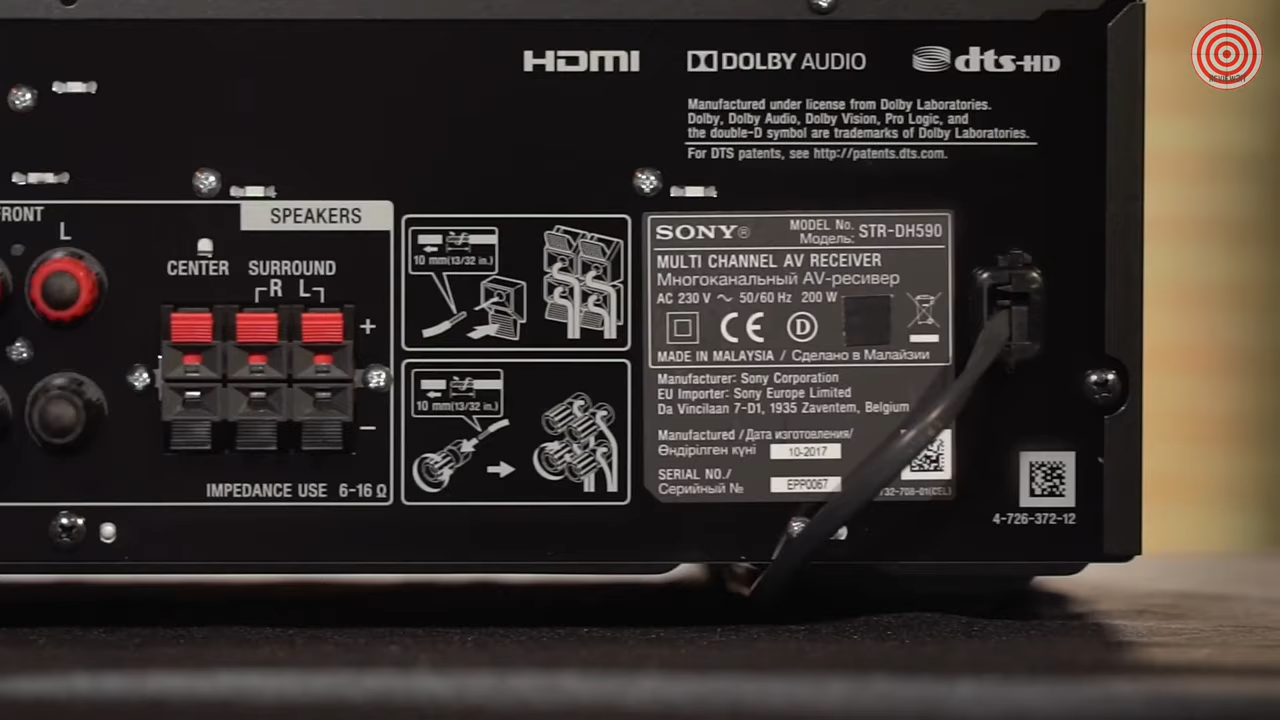 HDMI
DOLBY AUDIO
dts-HD
Manufactured under license from Dolby Laboratories.
Dolby, Dolby Audio, Dolby Vision, Pro Logic, and
the double-D symbol are trademarks of Dolby Laboratories.
For DTS patents, see http://patents.dts.com.
FRONT
L
SPEAKERS
CENTER
SURROUND
R L
+
−
IMPEDANCE USE 6-16 Ω
10 mm(13/32 in.)
10 mm(13/32 in.)
SONY®
MODEL No.
Модель: STR-DH590
MULTI CHANNEL AV RECEIVER
Многоканальный AV-ресивер
AC 230 V ～ 50/60 Hz 200 W
CE
D
MADE IN MALAYSIA / Сделано в Малайзии
Manufacturer: Sony Corporation
EU Importer: Sony Europe Limited
Da Vincilaan 7-D1, 1935 Zaventem, Belgium
Manufactured /Дата изготовления/
Өндірілген күні 10-2017
SERIAL NO./
Серийный № EPP0067
732-708-01(CEL)
4-726-372-12